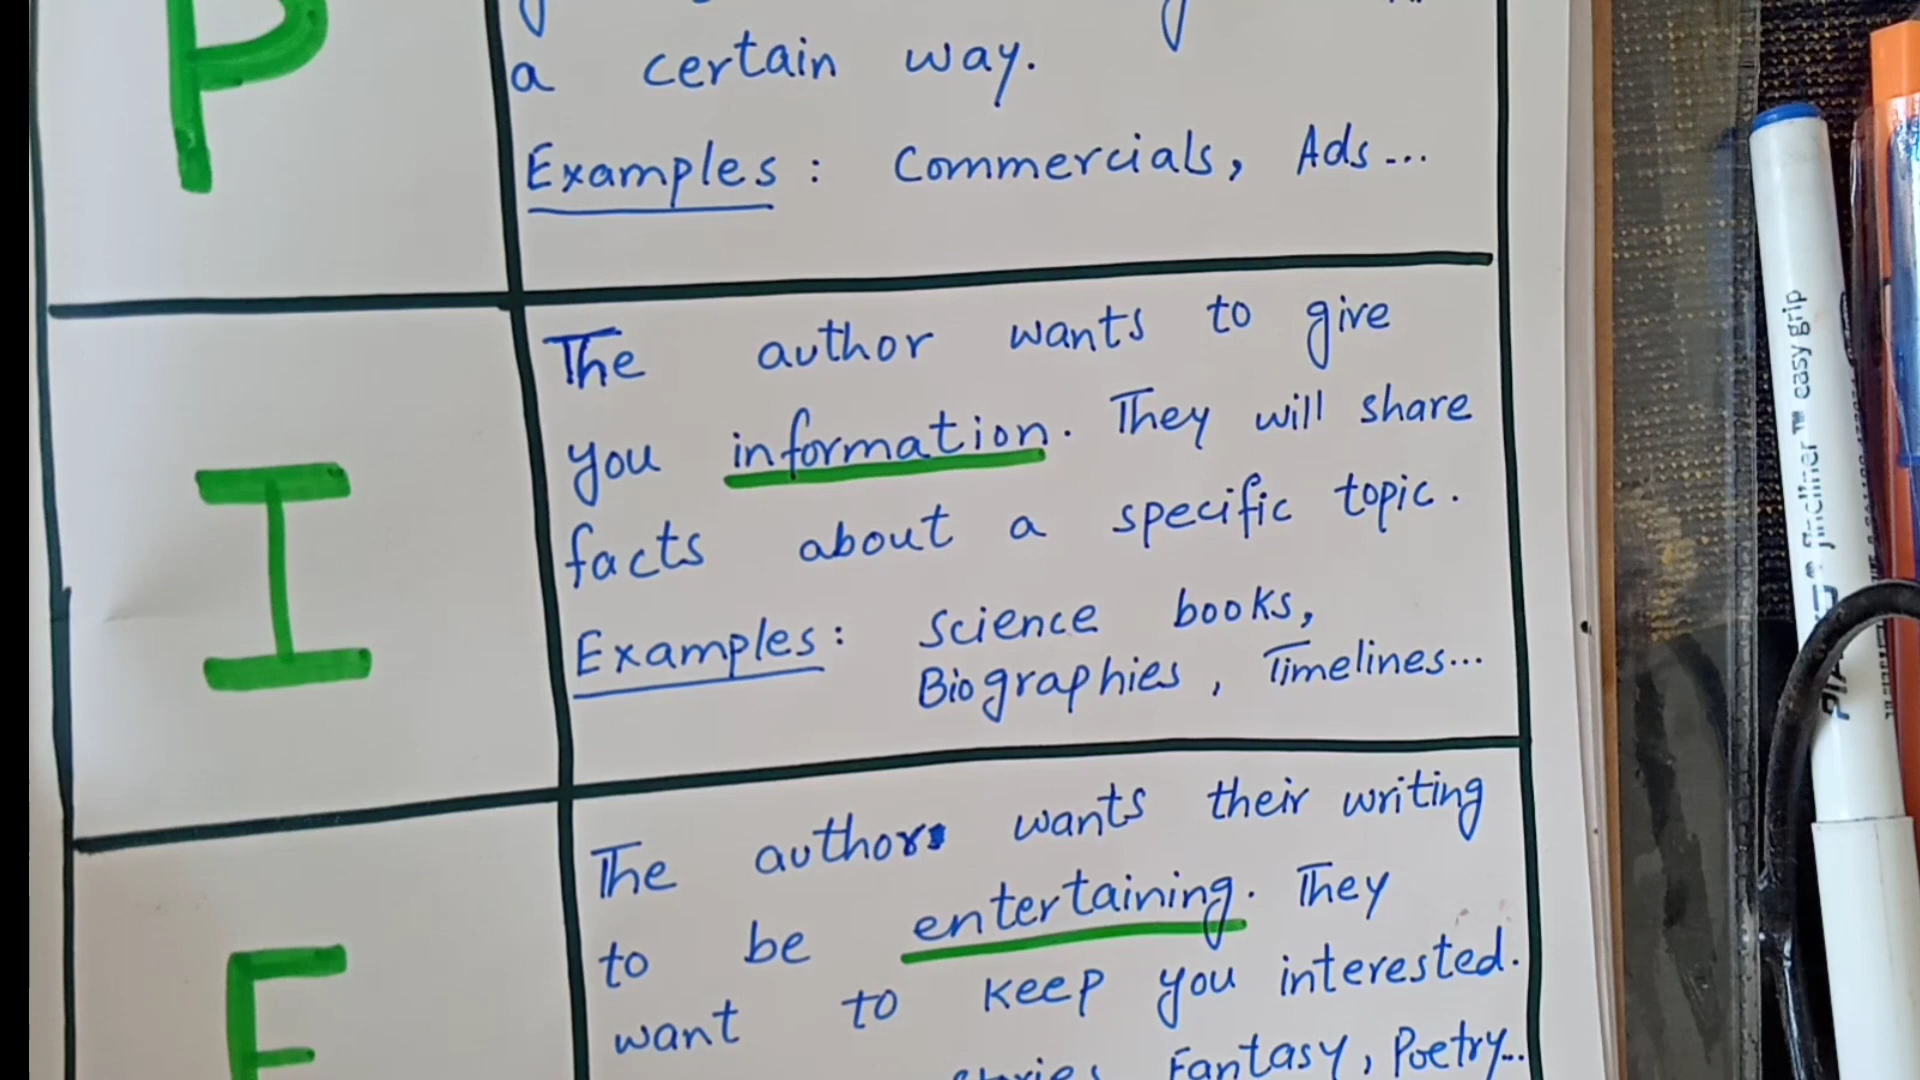 P
a certain way.
Examples: Commercials, Ads...
I
The author wants to give
you information. They will share
facts about a specific topic.
Examples: Science books,
Biographies, Timelines...
E
The author wants their writing
to be entertaining. They
want to keep you interested.
Fantasy, Poetry...
fineliner™ easy grip